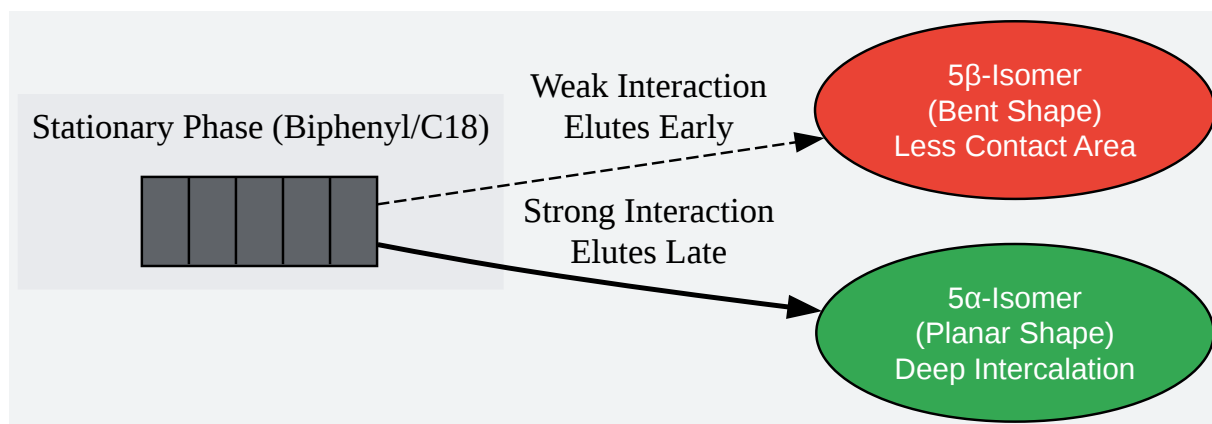 Stationary Phase (Biphenyl/C18)
Weak Interaction
Elutes Early
Strong Interaction
Elutes Late
5β-Isomer
(Bent Shape)
Less Contact Area
5α-Isomer
(Planar Shape)
Deep Intercalation